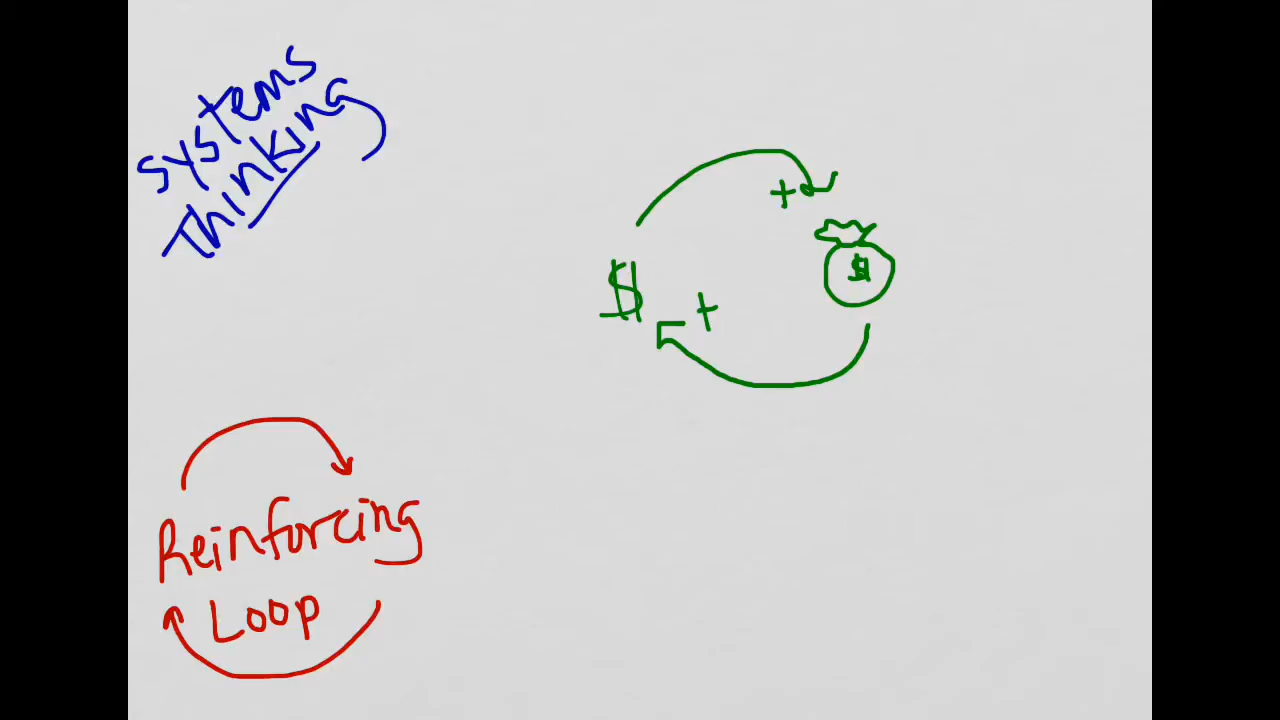 Systems
Thinking
+
$
$
+
Reinforcing
Loop